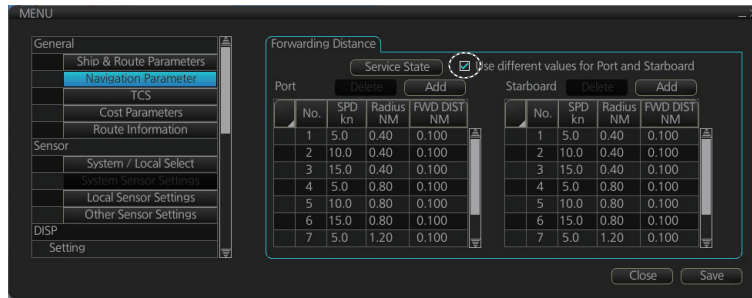 MENU
General
Ship & Route Parameters
Navigation Parameter
TCS
Cost Parameters
Route Information
Sensor
System / Local Select
System Sensor Settings
Local Sensor Settings
Other Sensor Settings
DISP
Setting
Forwarding Distance
Service State
Use different values for Port and Starboard
Port Delete Add
No. SPD kn Radius NM FWD DIST NM
1 5.0 0.40 0.100
2 10.0 0.40 0.100
3 15.0 0.40 0.100
4 5.0 0.80 0.100
5 10.0 0.80 0.100
6 15.0 0.80 0.100
7 5.0 1.20 0.100
Starboard Delete Add
No. SPD kn Radius NM FWD DIST NM
1 5.0 0.40 0.100
2 10.0 0.40 0.100
3 15.0 0.40 0.100
4 5.0 0.80 0.100
5 10.0 0.80 0.100
6 15.0 0.80 0.100
7 5.0 1.20 0.100
Close Save